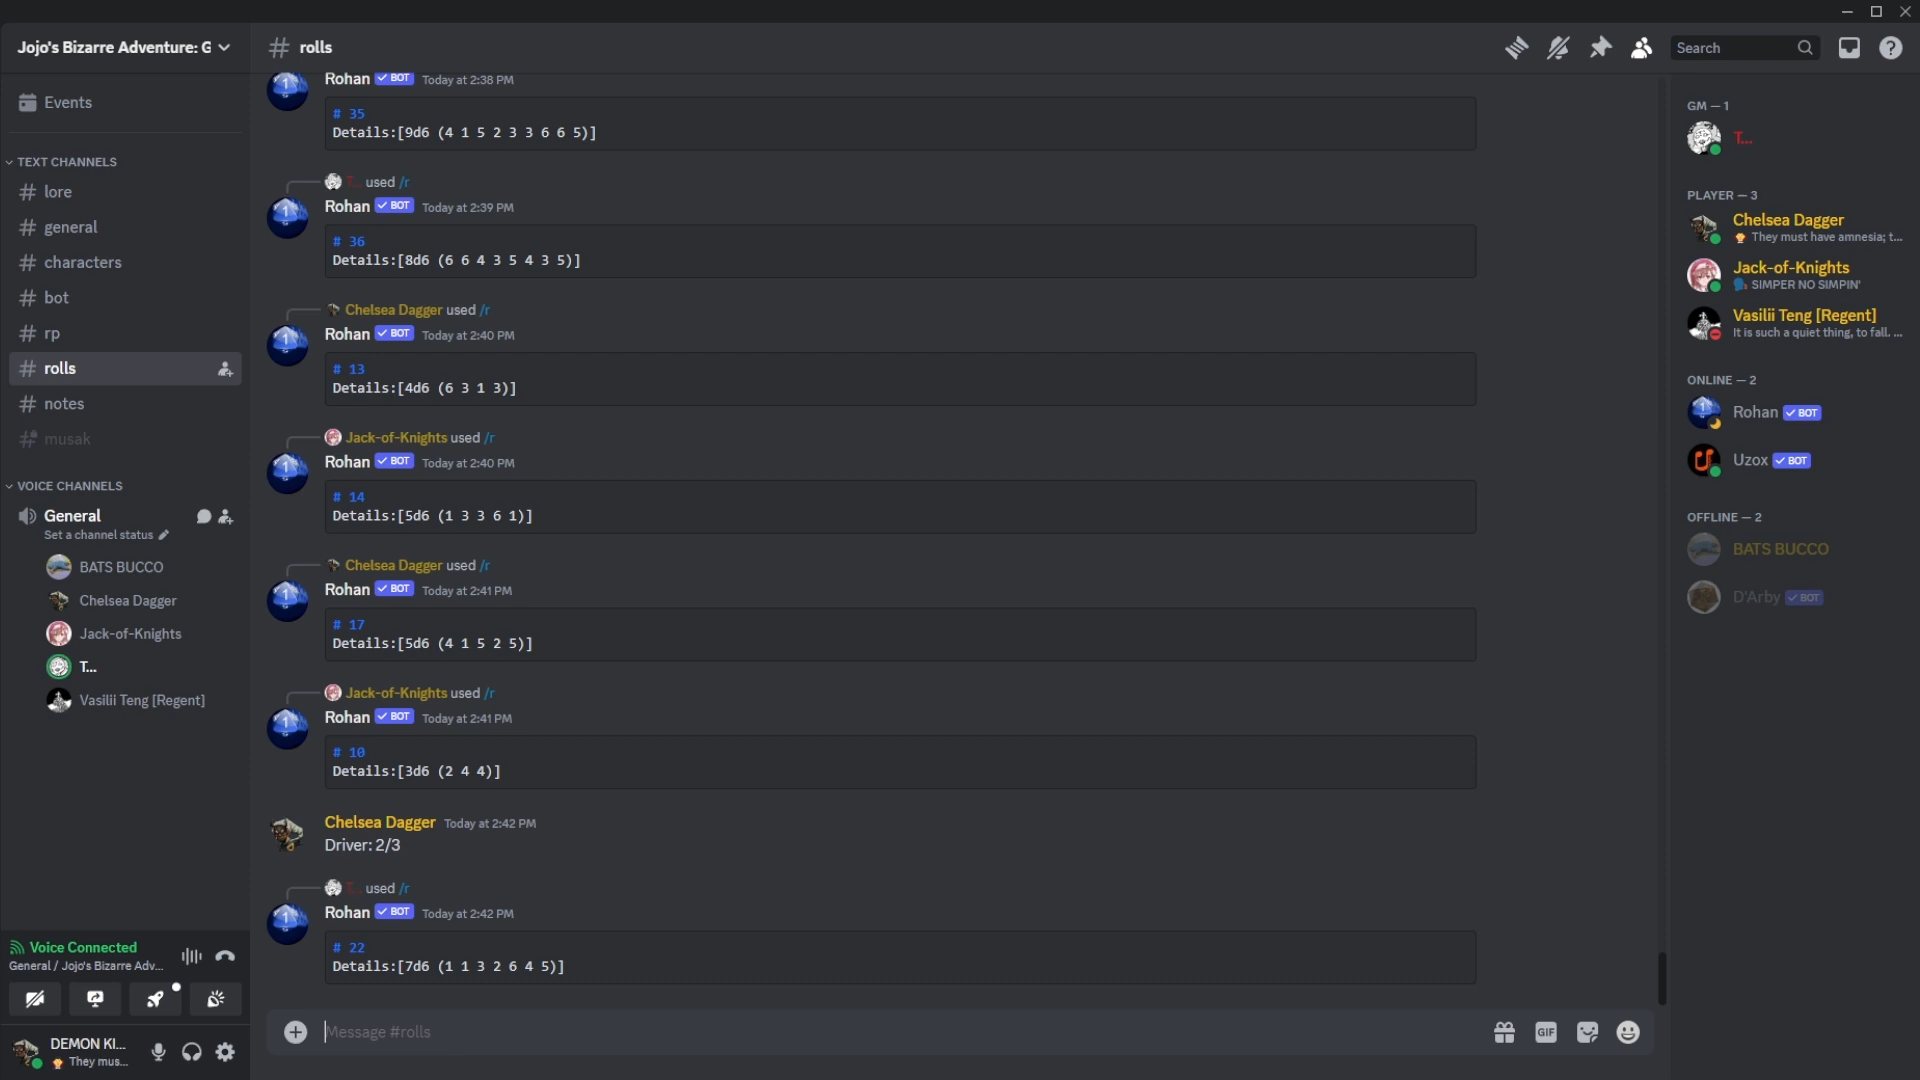 Jojo's Bizarre Adventure: G
Events
TEXT CHANNELS
lore
general
characters
bot
rp
rolls
notes
musak
VOICE CHANNELS
General
Set a channel status
BATS BUCCO
Chelsea Dagger
Jack-of-Knights
T...
Vasilii Teng [Regent]
Voice Connected
General / Jojo's Bizarre Adv...
DEMON KI...
They mus...
# rolls
Search
Rohan BOT Today at 2:38 PM
# 35
Details:[9d6 (4 1 5 2 3 3 6 6 5)]
T... used /r
Rohan BOT Today at 2:39 PM
# 36
Details:[8d6 (6 6 4 3 5 4 3 5)]
Chelsea Dagger used /r
Rohan BOT Today at 2:40 PM
# 13
Details:[4d6 (6 3 1 3)]
Jack-of-Knights used /r
Rohan BOT Today at 2:40 PM
# 14
Details:[5d6 (1 3 3 6 1)]
Chelsea Dagger used /r
Rohan BOT Today at 2:41 PM
# 17
Details:[5d6 (4 1 5 2 5)]
Jack-of-Knights used /r
Rohan BOT Today at 2:41 PM
# 10
Details:[3d6 (2 4 4)]
Chelsea Dagger Today at 2:42 PM
Driver: 2/3
T... used /r
Rohan BOT Today at 2:42 PM
# 22
Details:[7d6 (1 1 3 2 6 4 5)]
Message #rolls
GIF
GM — 1
T...
PLAYER — 3
Chelsea Dagger
They must have amnesia; t...
Jack-of-Knights
SIMPER NO SIMPIN'
Vasilii Teng [Regent]
It is such a quiet thing, to fall. ...
ONLINE — 2
Rohan BOT
Uzox BOT
OFFLINE — 2
BATS BUCCO
D'Arby BOT